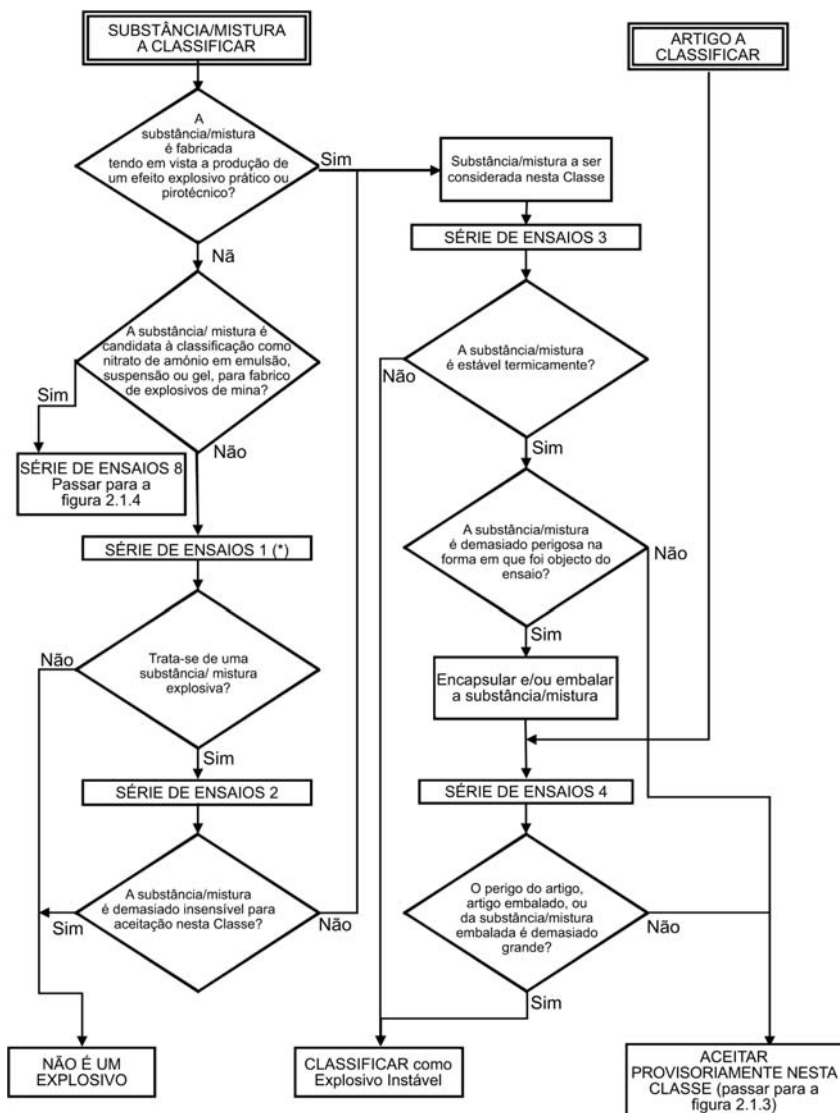 SUBSTÂNCIA/MISTURA
A CLASSIFICAR
ARTIGO A
CLASSIFICAR
A
substância/mistura
é fabricada
tendo em vista a produção de
um efeito explosivo prático ou
pirotécnico?
Sim
Substância/mistura a ser
considerada nesta Classe
SÉRIE DE ENSAIOS 3
Nã
A substância/ mistura é
candidata à classificação como
nitrato de amónio em emulsão,
suspensão ou gel, para fabrico
de explosivos de mina?
Sim
Não
SÉRIE DE ENSAIOS 8
Passar para a
figura 2.1.4
A substância/mistura
é estável termicamente?
Não
Sim
SÉRIE DE ENSAIOS 1 (*)
A substância/mistura
é demasiado perigosa na
forma em que foi objecto do
ensaio?
Não
Sim
Não
Trata-se de uma
substância/ mistura
explosiva?
Sim
Encapsular e/ou embalar
a substância/mistura
SÉRIE DE ENSAIOS 2
SÉRIE DE ENSAIOS 4
A substância/mistura
é demasiado insensível para
aceitação nesta Classe?
Sim
Não
O perigo do artigo,
artigo embalado, ou
da substância/mistura
embalada é demasiado
grande?
Não
Sim
NÃO É UM
EXPLOSIVO
CLASSIFICAR como
Explosivo Instável
ACEITAR
PROVISORIAMENTE NESTA
CLASSE (passar para a
figura 2.1.3)